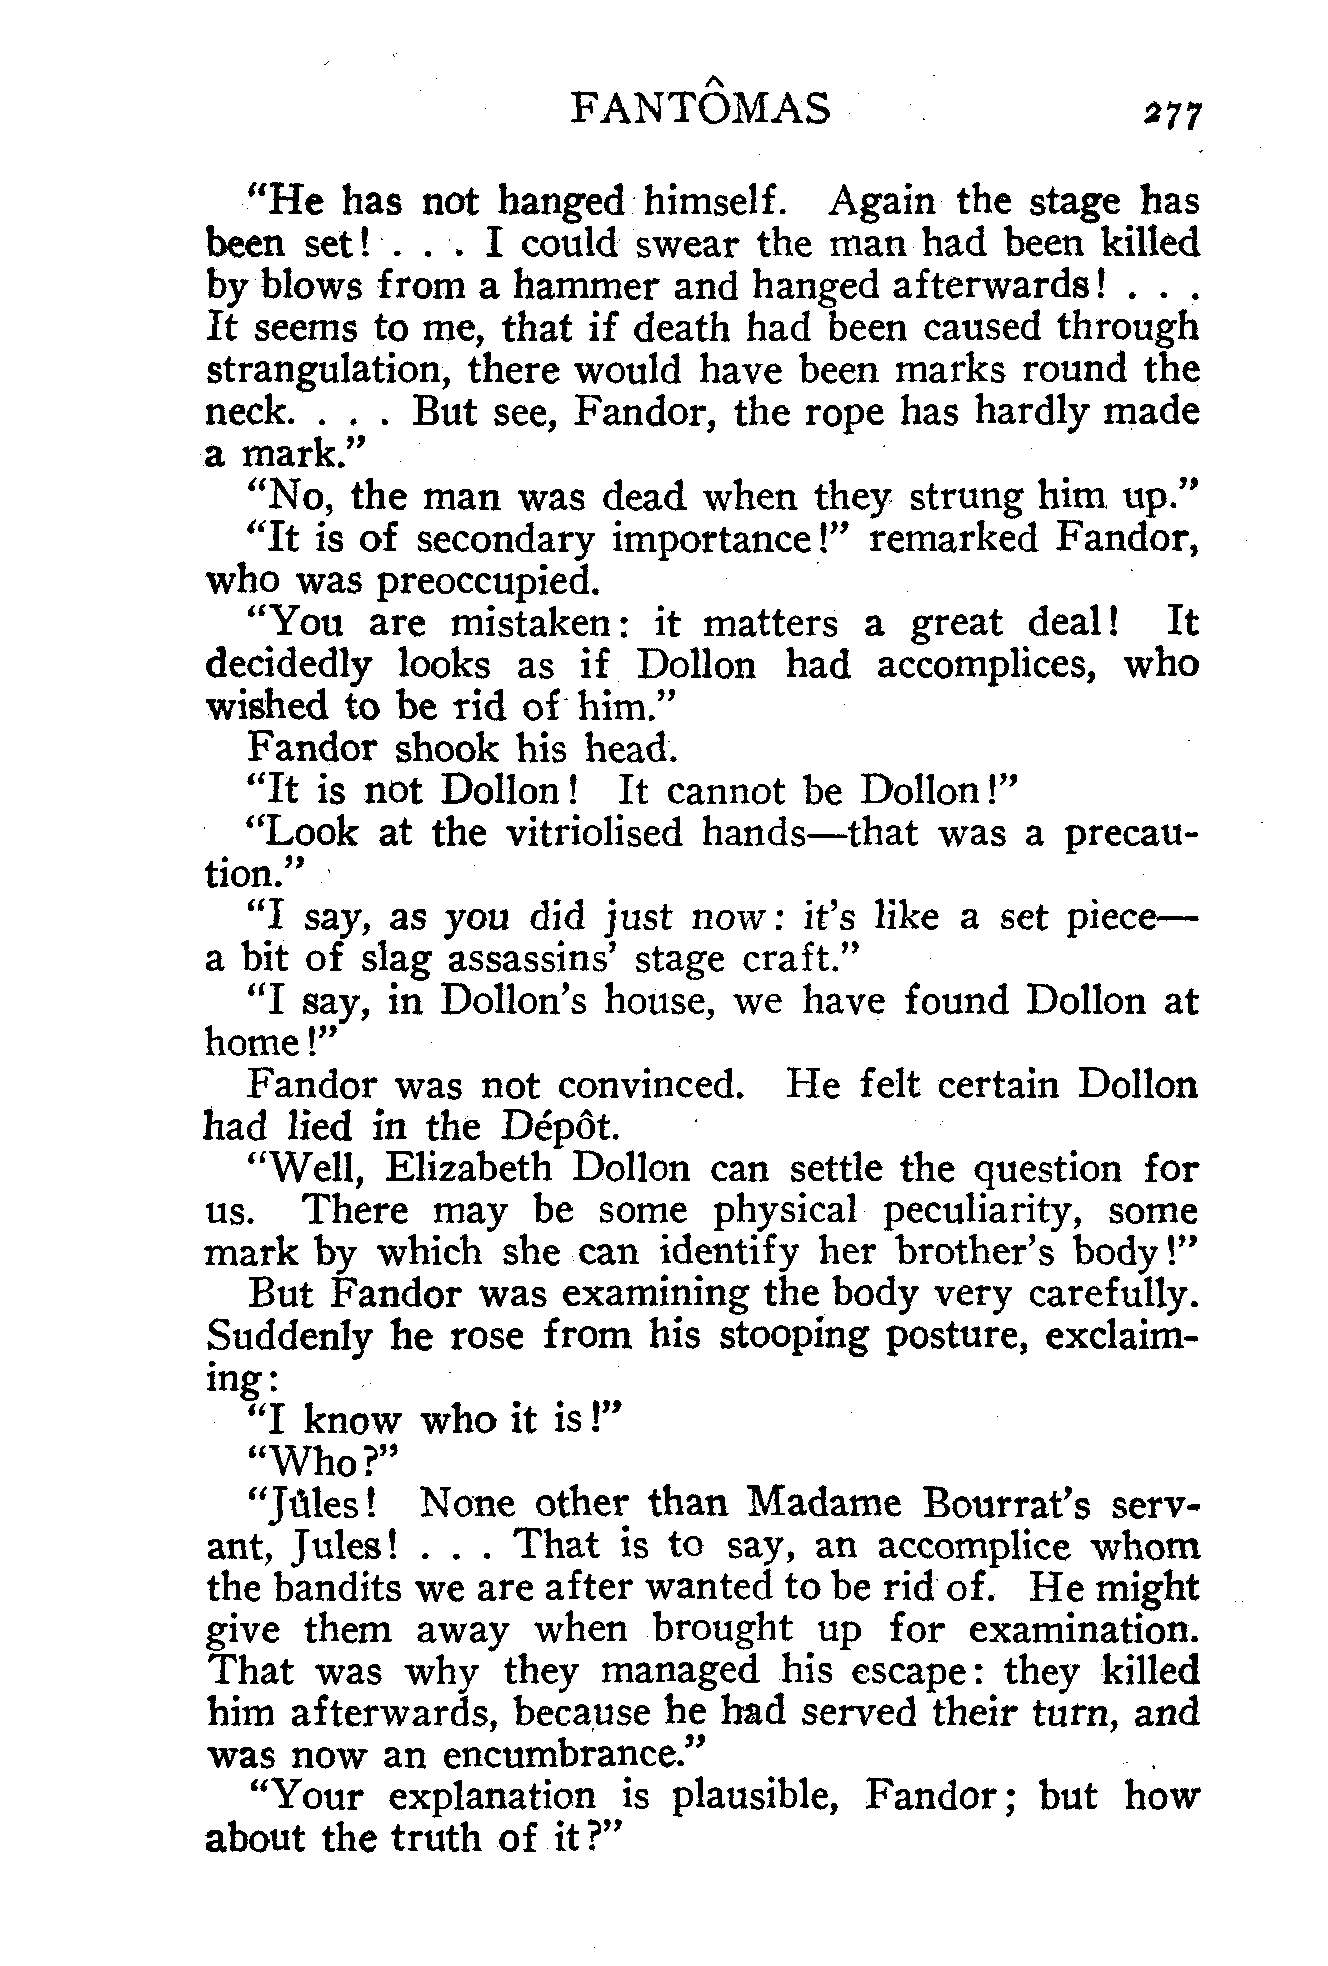 FANTÔMAS 277
“He has not hanged himself. Again the stage has
been set! . . . I could swear the man had been killed
by blows from a hammer and hanged afterwards! . . .
It seems to me, that if death had been caused through
strangulation, there would have been marks round the
neck. . . . But see, Fandor, the rope has hardly made
a mark.”
“No, the man was dead when they strung him up.”
“It is of secondary importance!” remarked Fandor,
who was preoccupied.
“You are mistaken: it matters a great deal! It
decidedly looks as if Dollon had accomplices, who
wished to be rid of him.”
Fandor shook his head.
“It is not Dollon! It cannot be Dollon!”
“Look at the vitriolised hands—that was a precau-
tion.”
“I say, as you did just now: it’s like a set piece—
a bit of slag assassins’ stage craft.”
“I say, in Dollon’s house, we have found Dollon at
home!”
Fandor was not convinced. He felt certain Dollon
had lied in the Dépôt.
“Well, Elizabeth Dollon can settle the question for
us. There may be some physical peculiarity, some
mark by which she can identify her brother’s body!”
But Fandor was examining the body very carefully.
Suddenly he rose from his stooping posture, exclaim-
ing:
“I know who it is!”
“Who?”
“Jûles! None other than Madame Bourrat’s serv-
ant, Jules! . . . That is to say, an accomplice whom
the bandits we are after wanted to be rid of. He might
give them away when brought up for examination.
That was why they managed his escape: they killed
him afterwards, because he had served their turn, and
was now an encumbrance.”
“Your explanation is plausible, Fandor; but how
about the truth of it?”